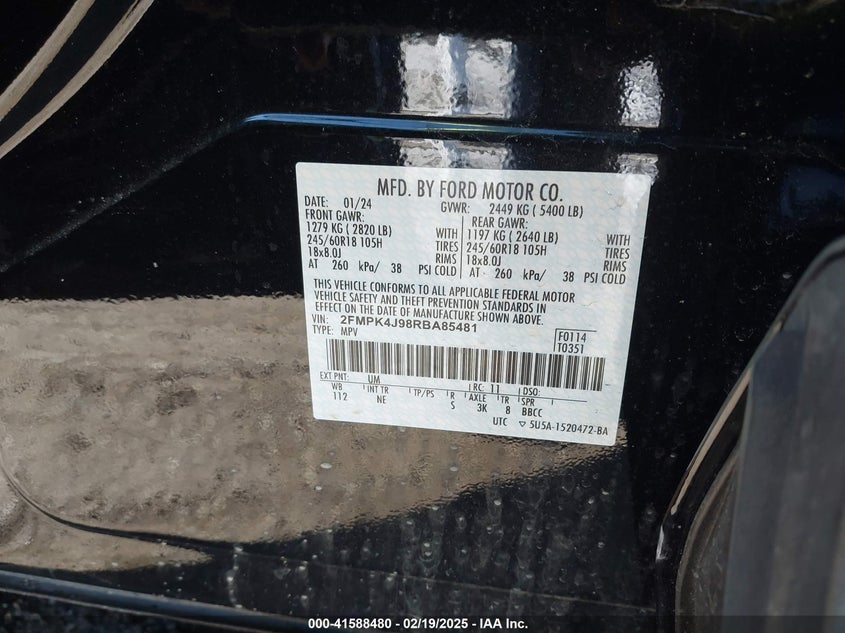 MFD. BY FORD MOTOR CO.
DATE: 01/24 GVWR: 2449 KG ( 5400 LB)
FRONT GAWR: REAR GAWR:
1279 KG ( 2820 LB) WITH 1197 KG ( 2640 LB) WITH
245/60R18 105H TIRES 245/60R18 105H TIRES
18x8.0J RIMS 18x8.0J RIMS
AT 260 kPa/ 38 PSI COLD AT 260 kPa/ 38 PSI COLD
THIS VEHICLE CONFORMS TO ALL APPLICABLE FEDERAL MOTOR
VEHICLE SAFETY AND THEFT PREVENTION STANDARDS IN
EFFECT ON THE DATE OF MANUFACTURE SHOWN ABOVE.
VIN: 2FMPK4J98RBA85481 F0114
TYPE: MPV T0351
EXT PNT: UM RC: 11 DSO:
WB INT TR TP/PS R AXLE TR SPR
112 NE S 3K 8 BBCC
UTC ▽ 5U5A-1520472-BA
000-41588480 - 02/19/2025 - IAA Inc.